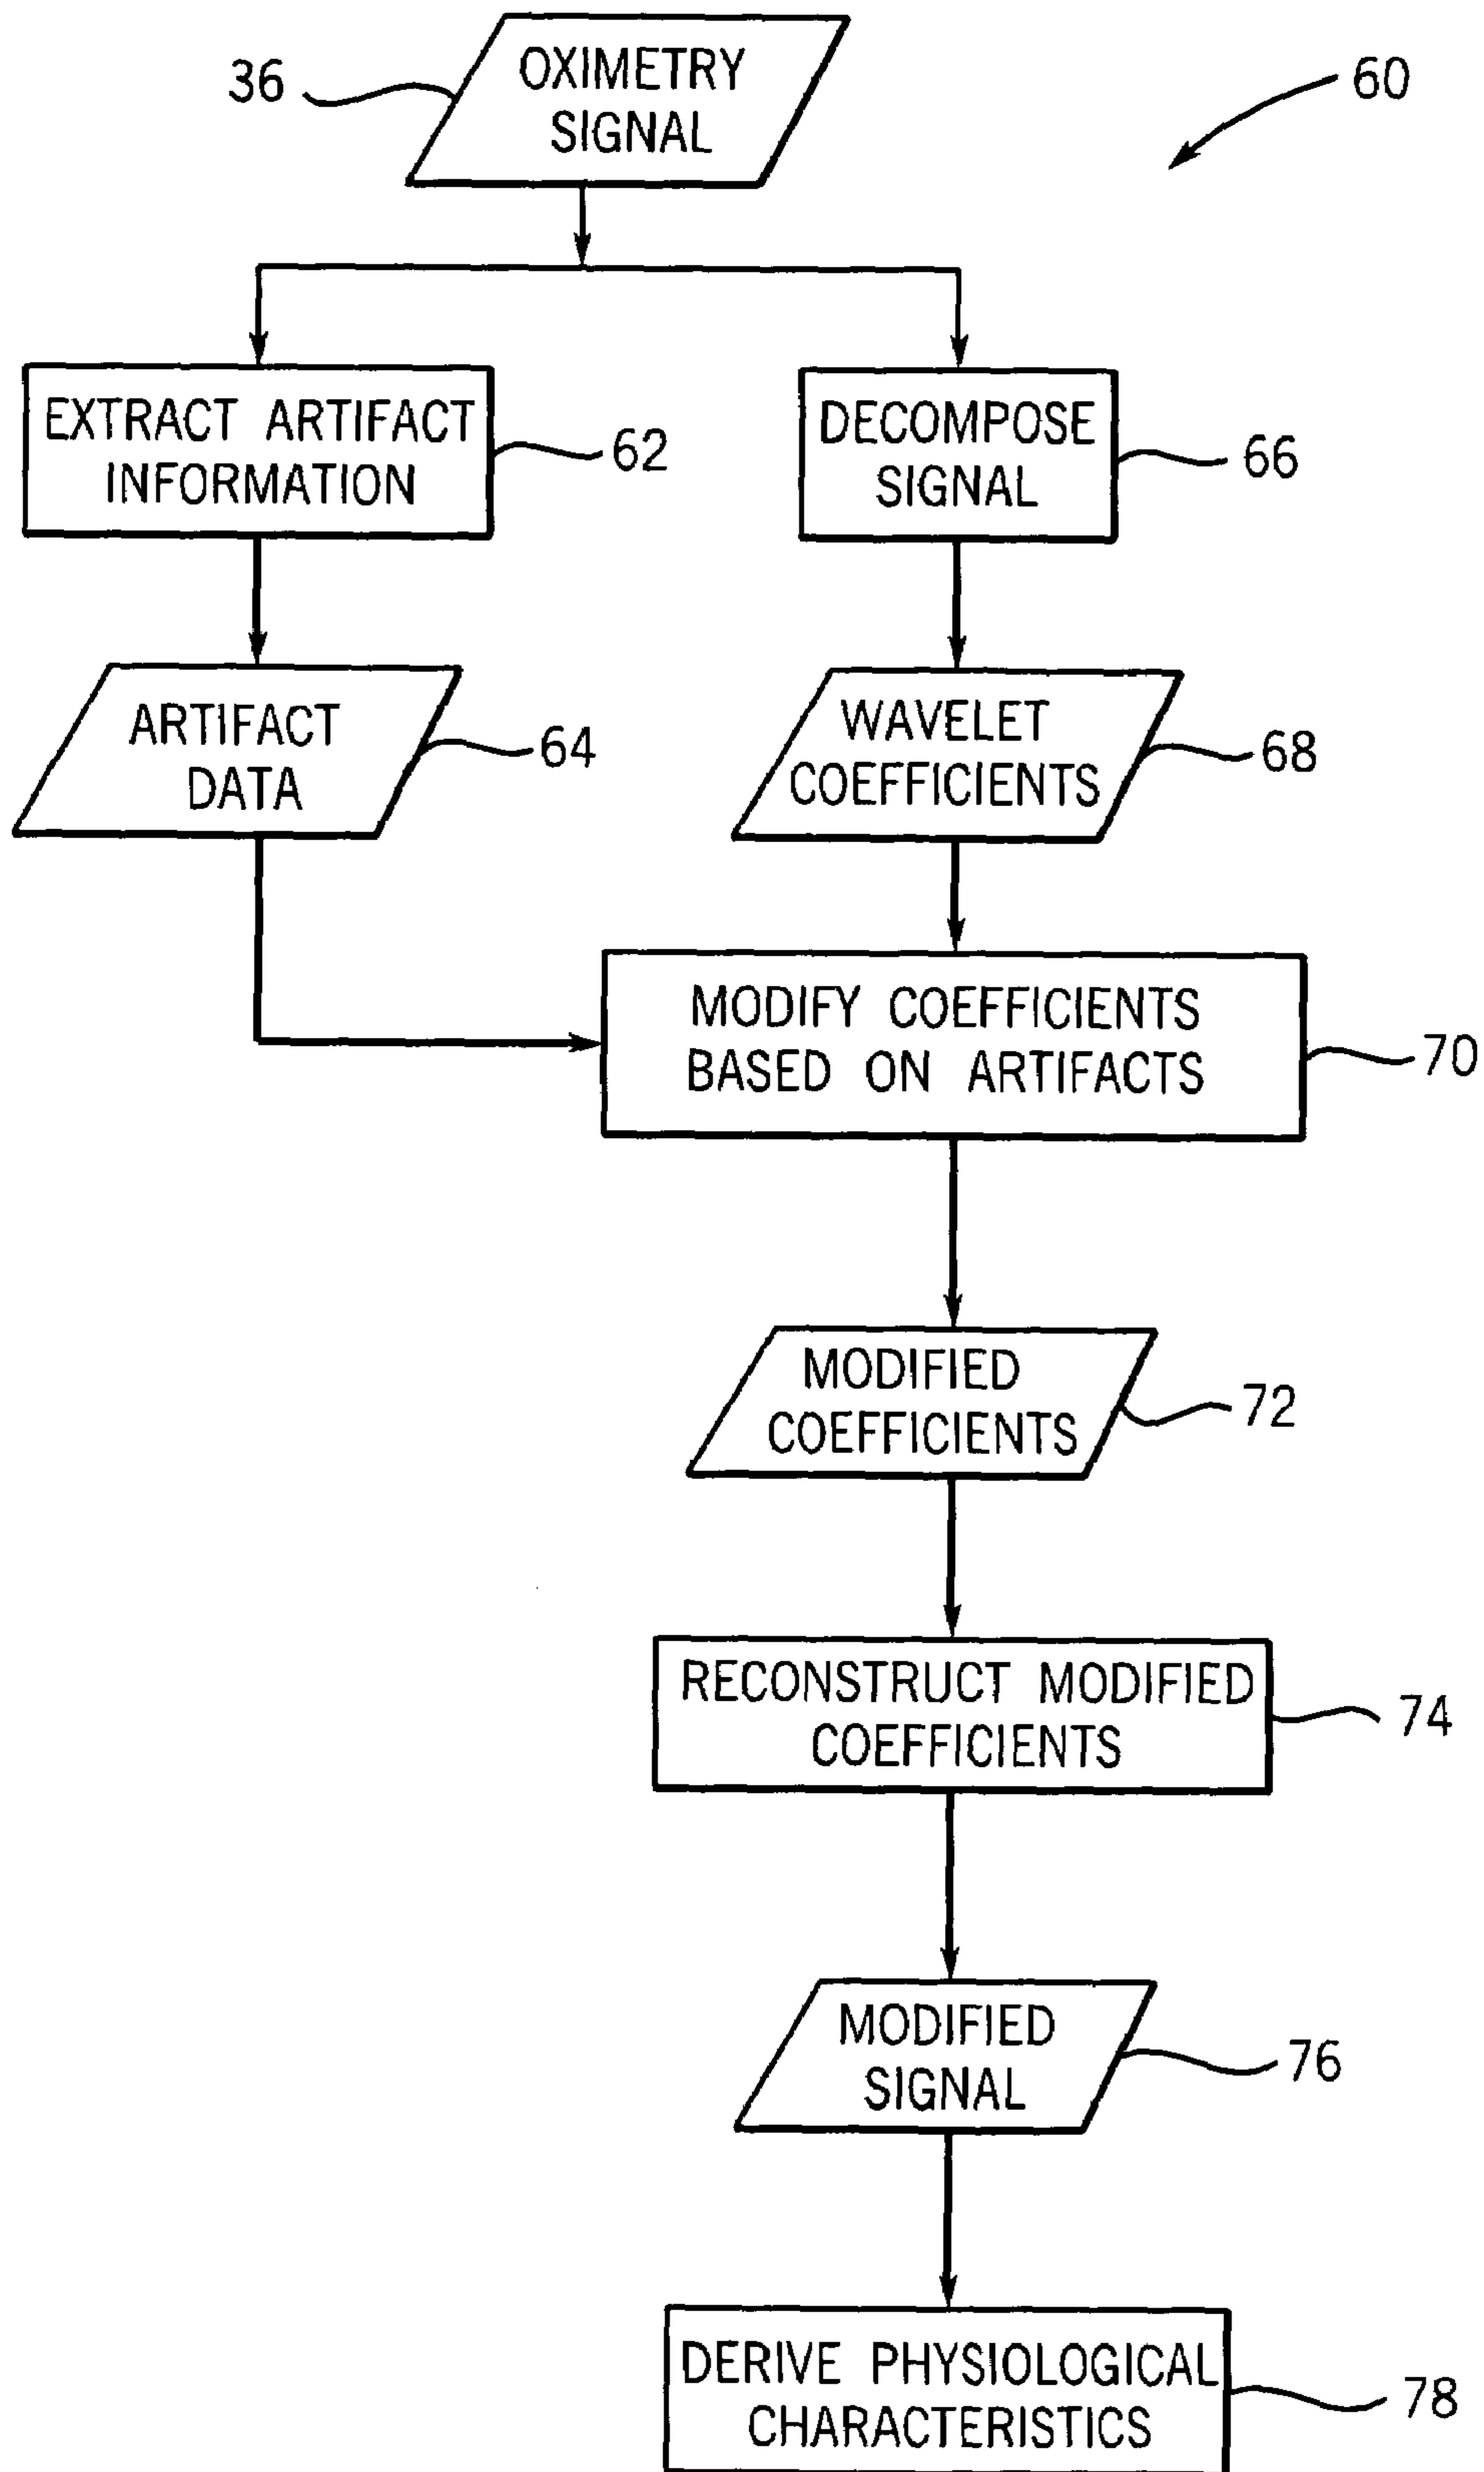 OXIMETRY
SIGNAL
36
60
EXTRACT ARTIFACT
INFORMATION
62
DECOMPOSE
SIGNAL
66
ARTIFACT
DATA
64
WAVELET
COEFFICIENTS
68
MODIFY COEFFICIENTS
BASED ON ARTIFACTS
70
MODIFIED
COEFFICIENTS
72
RECONSTRUCT MODIFIED
COEFFICIENTS
74
MODIFIED
SIGNAL
76
DERIVE PHYSIOLOGICAL
CHARACTERISTICS
78